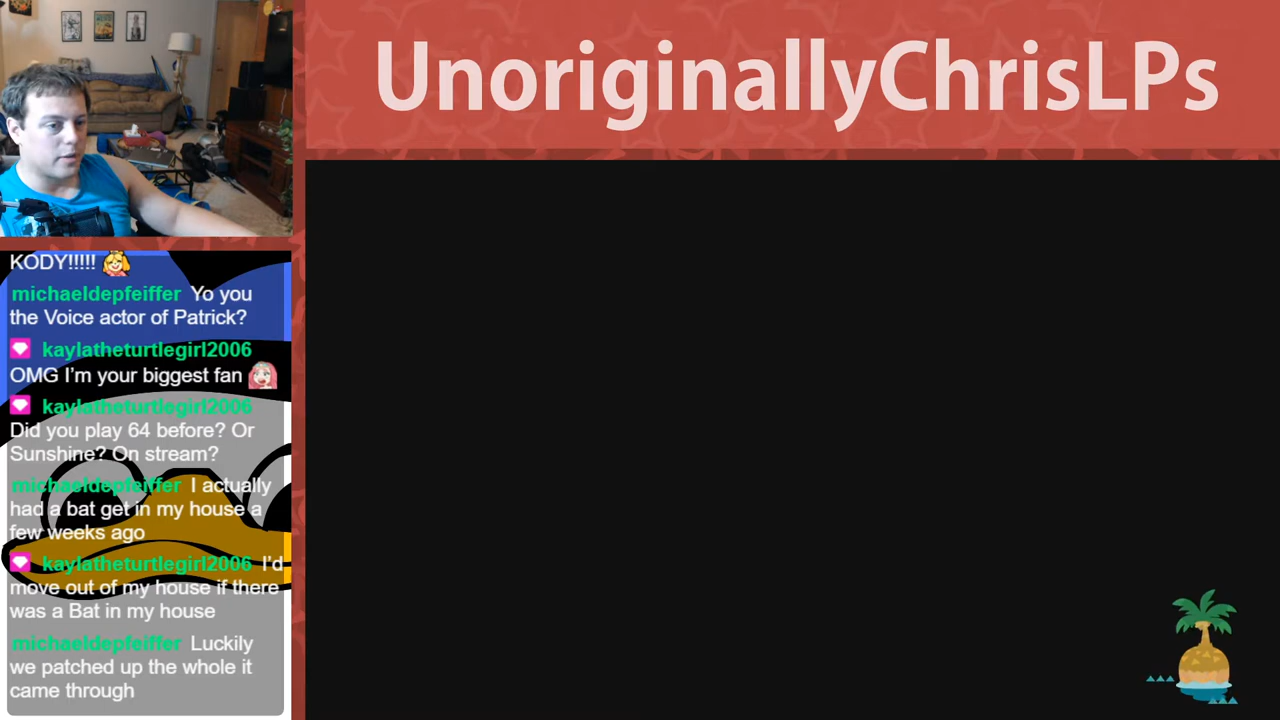 UnoriginallyChrisLPs
KODY!!!!!
michaeldepfeiffer Yo you
the Voice actor of Patrick?
kaylatheturtlegirl2006
OMG I'm your biggest fan
kaylatheturtlegirl2006
Did you play 64 before? Or
Sunshine? On stream?
michaeldepfeiffer I actually
had a bat get in my house a
few weeks ago
kaylatheturtlegirl2006 I'd
move out of my house if there
was a Bat in my house
michaeldepfeiffer Luckily
we patched up the whole it
came through